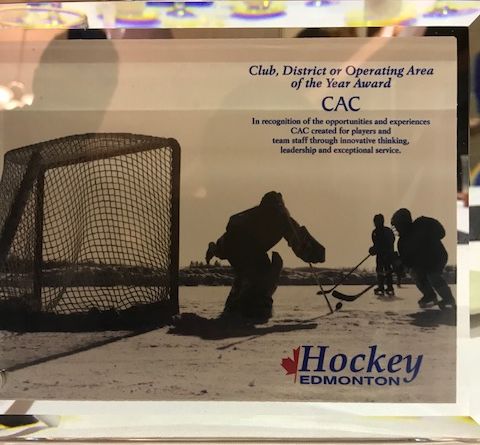 Club, District or Operating Area
of the Year Award
CAC
In recognition of the opportunities and experiences
CAC created for players and
team staff through innovative thinking,
leadership and exceptional service.
Hockey
EDMONTON